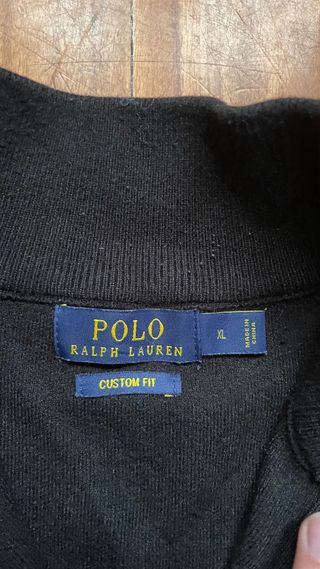 POLO
RALPH LAUREN
XL
MADE IN
CHINA
CUSTOM FIT